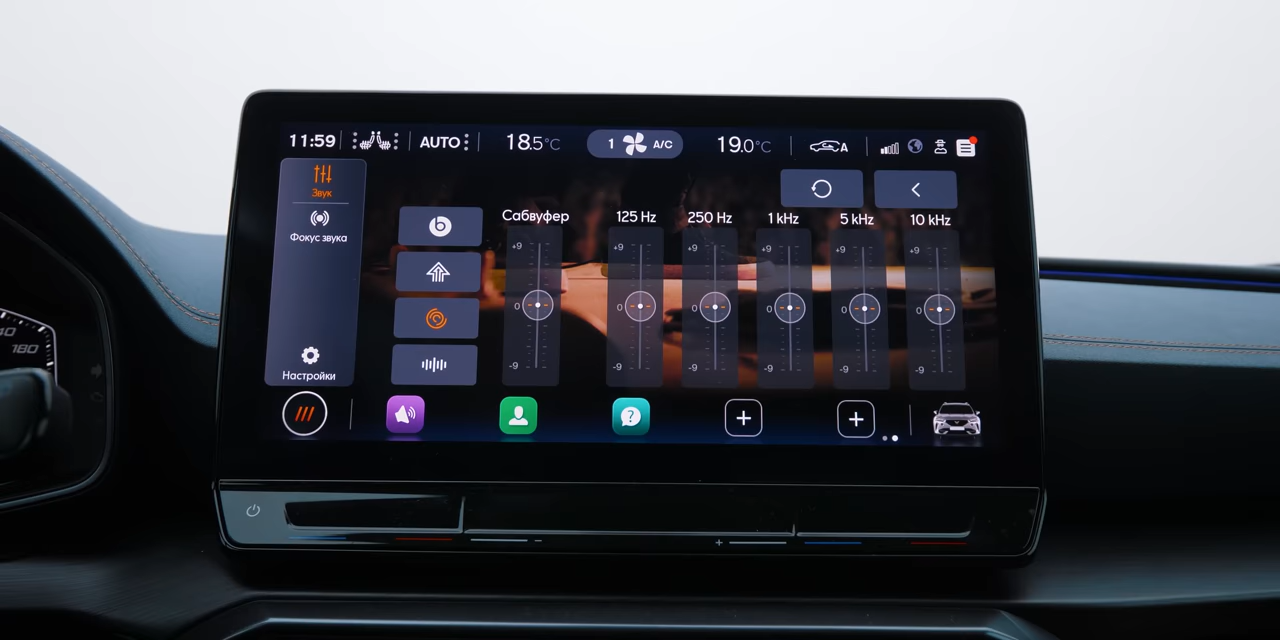 11:59 AUTO 18.5°C 1 A/C 19.0°C A
Звук
Фокус звука
Настройки
Сабвуфер 125 Hz 250 Hz 1 kHz 5 kHz 10 kHz
+9 +9 +9 +9 +9 +9
0 0 0 0 0 0
-9 -9 -9 -9 -9 -9
180
- +